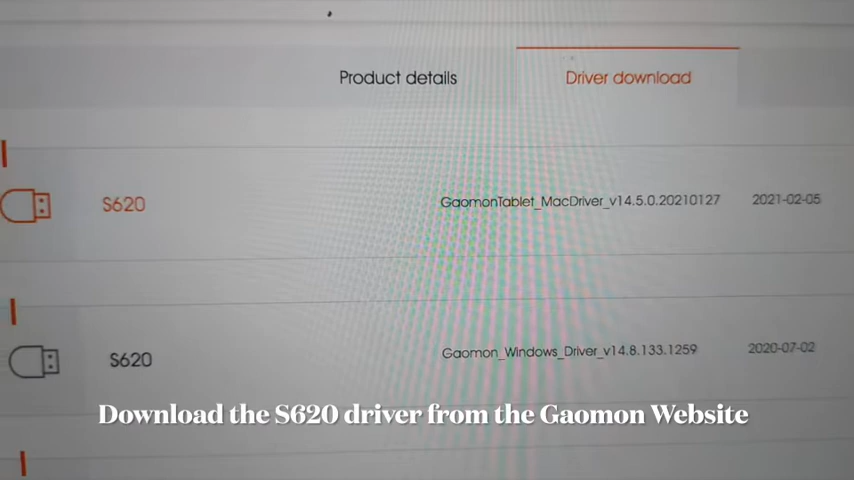 Product details
Driver download
S620
GaomonTablet_MacDriver_v14.5.0.20210127
2021-02-05
S620
Gaomon_Windows_Driver_v14.8.133.1259
2020-07-02
Download the S620 driver from the Gaomon Website